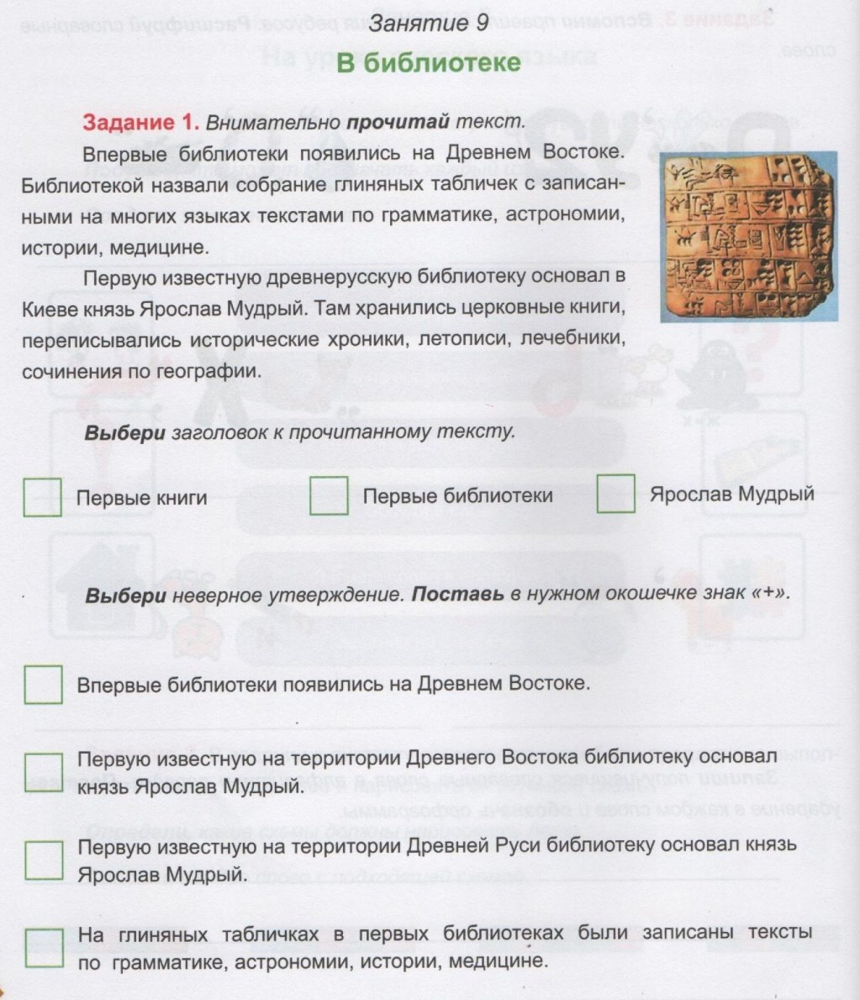 Занятие 9
В библиотеке
Задание 1. Внимательно прочитай текст.
Впервые библиотеки появились на Древнем Востоке.
Библиотекой назвали собрание глиняных табличек с записан-
ными на многих языках текстами по грамматике, астрономии,
истории, медицине.
Первую известную древнерусскую библиотеку основал в
Киеве князь Ярослав Мудрый. Там хранились церковные книги,
переписывались исторические хроники, летописи, лечебники,
сочинения по географии.
Выбери заголовок к прочитанному тексту.
Первые книги
Первые библиотеки
Ярослав Мудрый
Выбери неверное утверждение. Поставь в нужном окошечке знак «+».
Впервые библиотеки появились на Древнем Востоке.
Первую известную на территории Древнего Востока библиотеку основал
князь Ярослав Мудрый.
Первую известную на территории Древней Руси библиотеку основал князь
Ярослав Мудрый.
На глиняных табличках в первых библиотеках были записаны тексты
по грамматике, астрономии, истории, медицине.